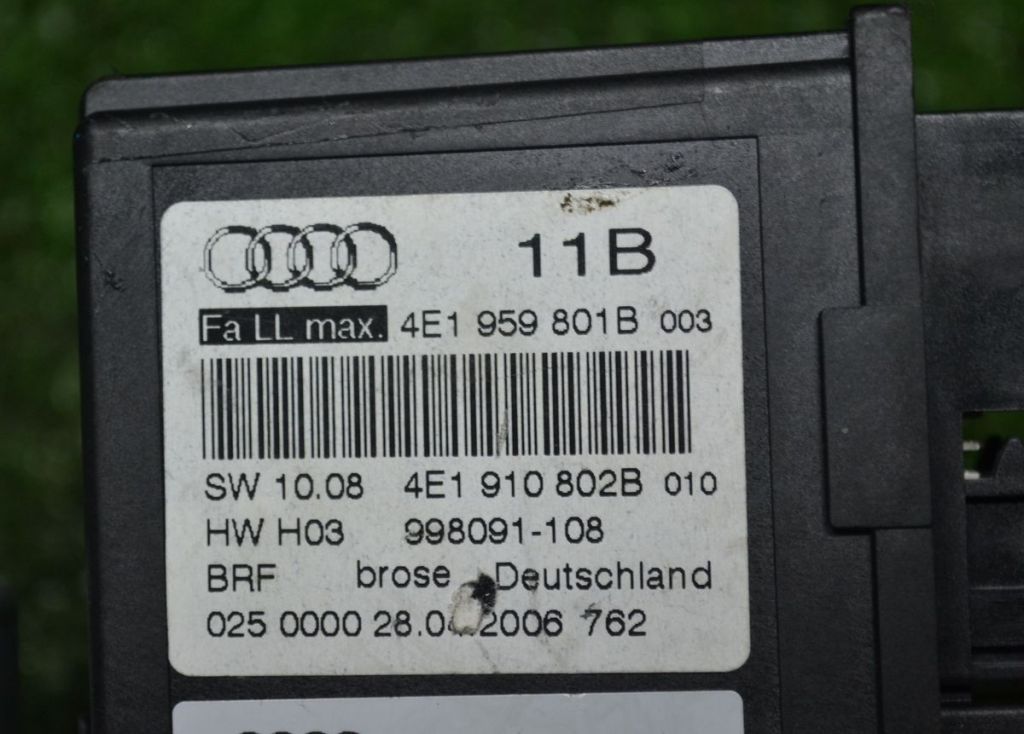 11B
Fa LL max. 4E1 959 801B 003
SW 10.08 4E1 910 802B 010
HW H03 998091-108
BRF brose Deutschland
025 0000 2006 762